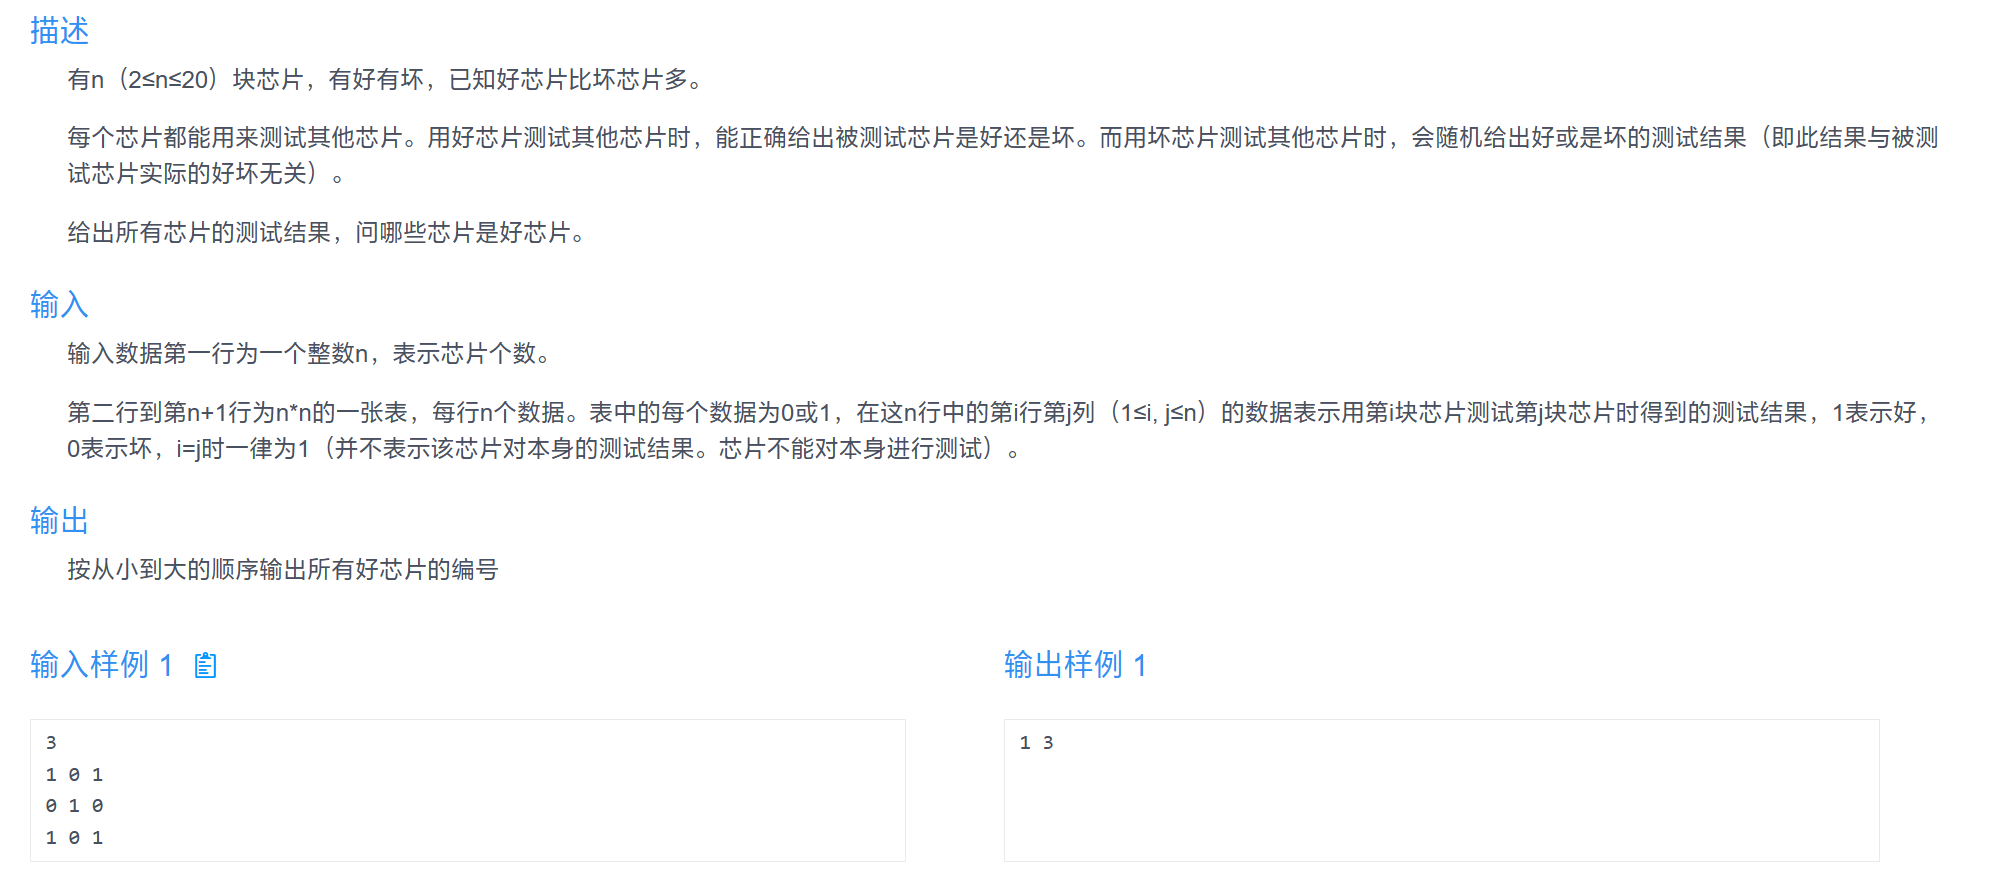 描述
有n（2≤n≤20）块芯片，有好有坏，已知好芯片比坏芯片多。
每个芯片都能用来测试其他芯片。用好芯片测试其他芯片时，能正确给出被测试芯片是好还是坏。而用坏芯片测试其他芯片时，会随机给出好或是坏的测试结果（即此结果与被测
试芯片实际的好坏无关）。
给出所有芯片的测试结果，问哪些芯片是好芯片。
输入
输入数据第一行为一个整数n，表示芯片个数。
第二行到第n+1行为n*n的一张表，每行n个数据。表中的每个数据为0或1，在这n行中的第i行第j列（1≤i, j≤n）的数据表示用第i块芯片测试第j块芯片时得到的测试结果，1表示好，
0表示坏，i=j时一律为1（并不表示该芯片对本身的测试结果。芯片不能对本身进行测试）。
输出
按从小到大的顺序输出所有好芯片的编号
输入样例 1
3
1 0 1
0 1 0
1 0 1
输出样例 1
1 3